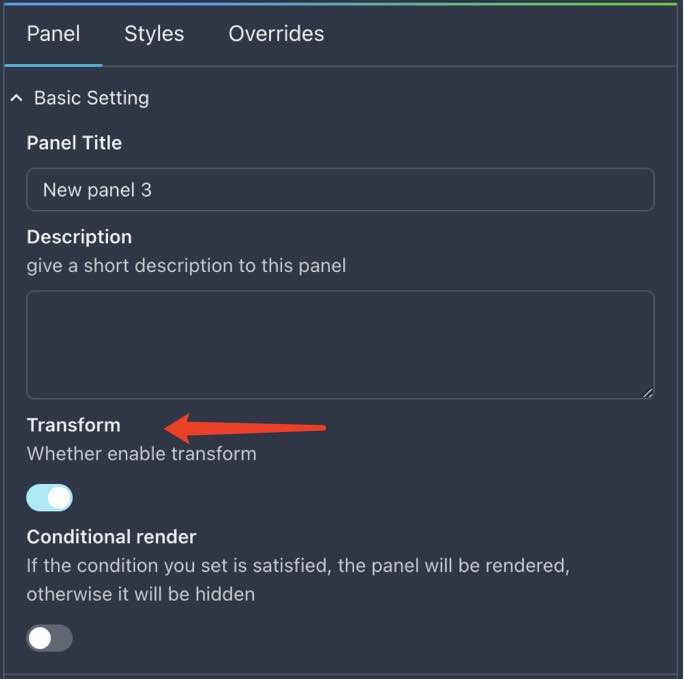 Panel Styles Overrides
Basic Setting
Panel Title
New panel 3
Description
give a short description to this panel
Transform
Whether enable transform
Conditional render
If the condition you set is satisfied, the panel will be rendered,
otherwise it will be hidden